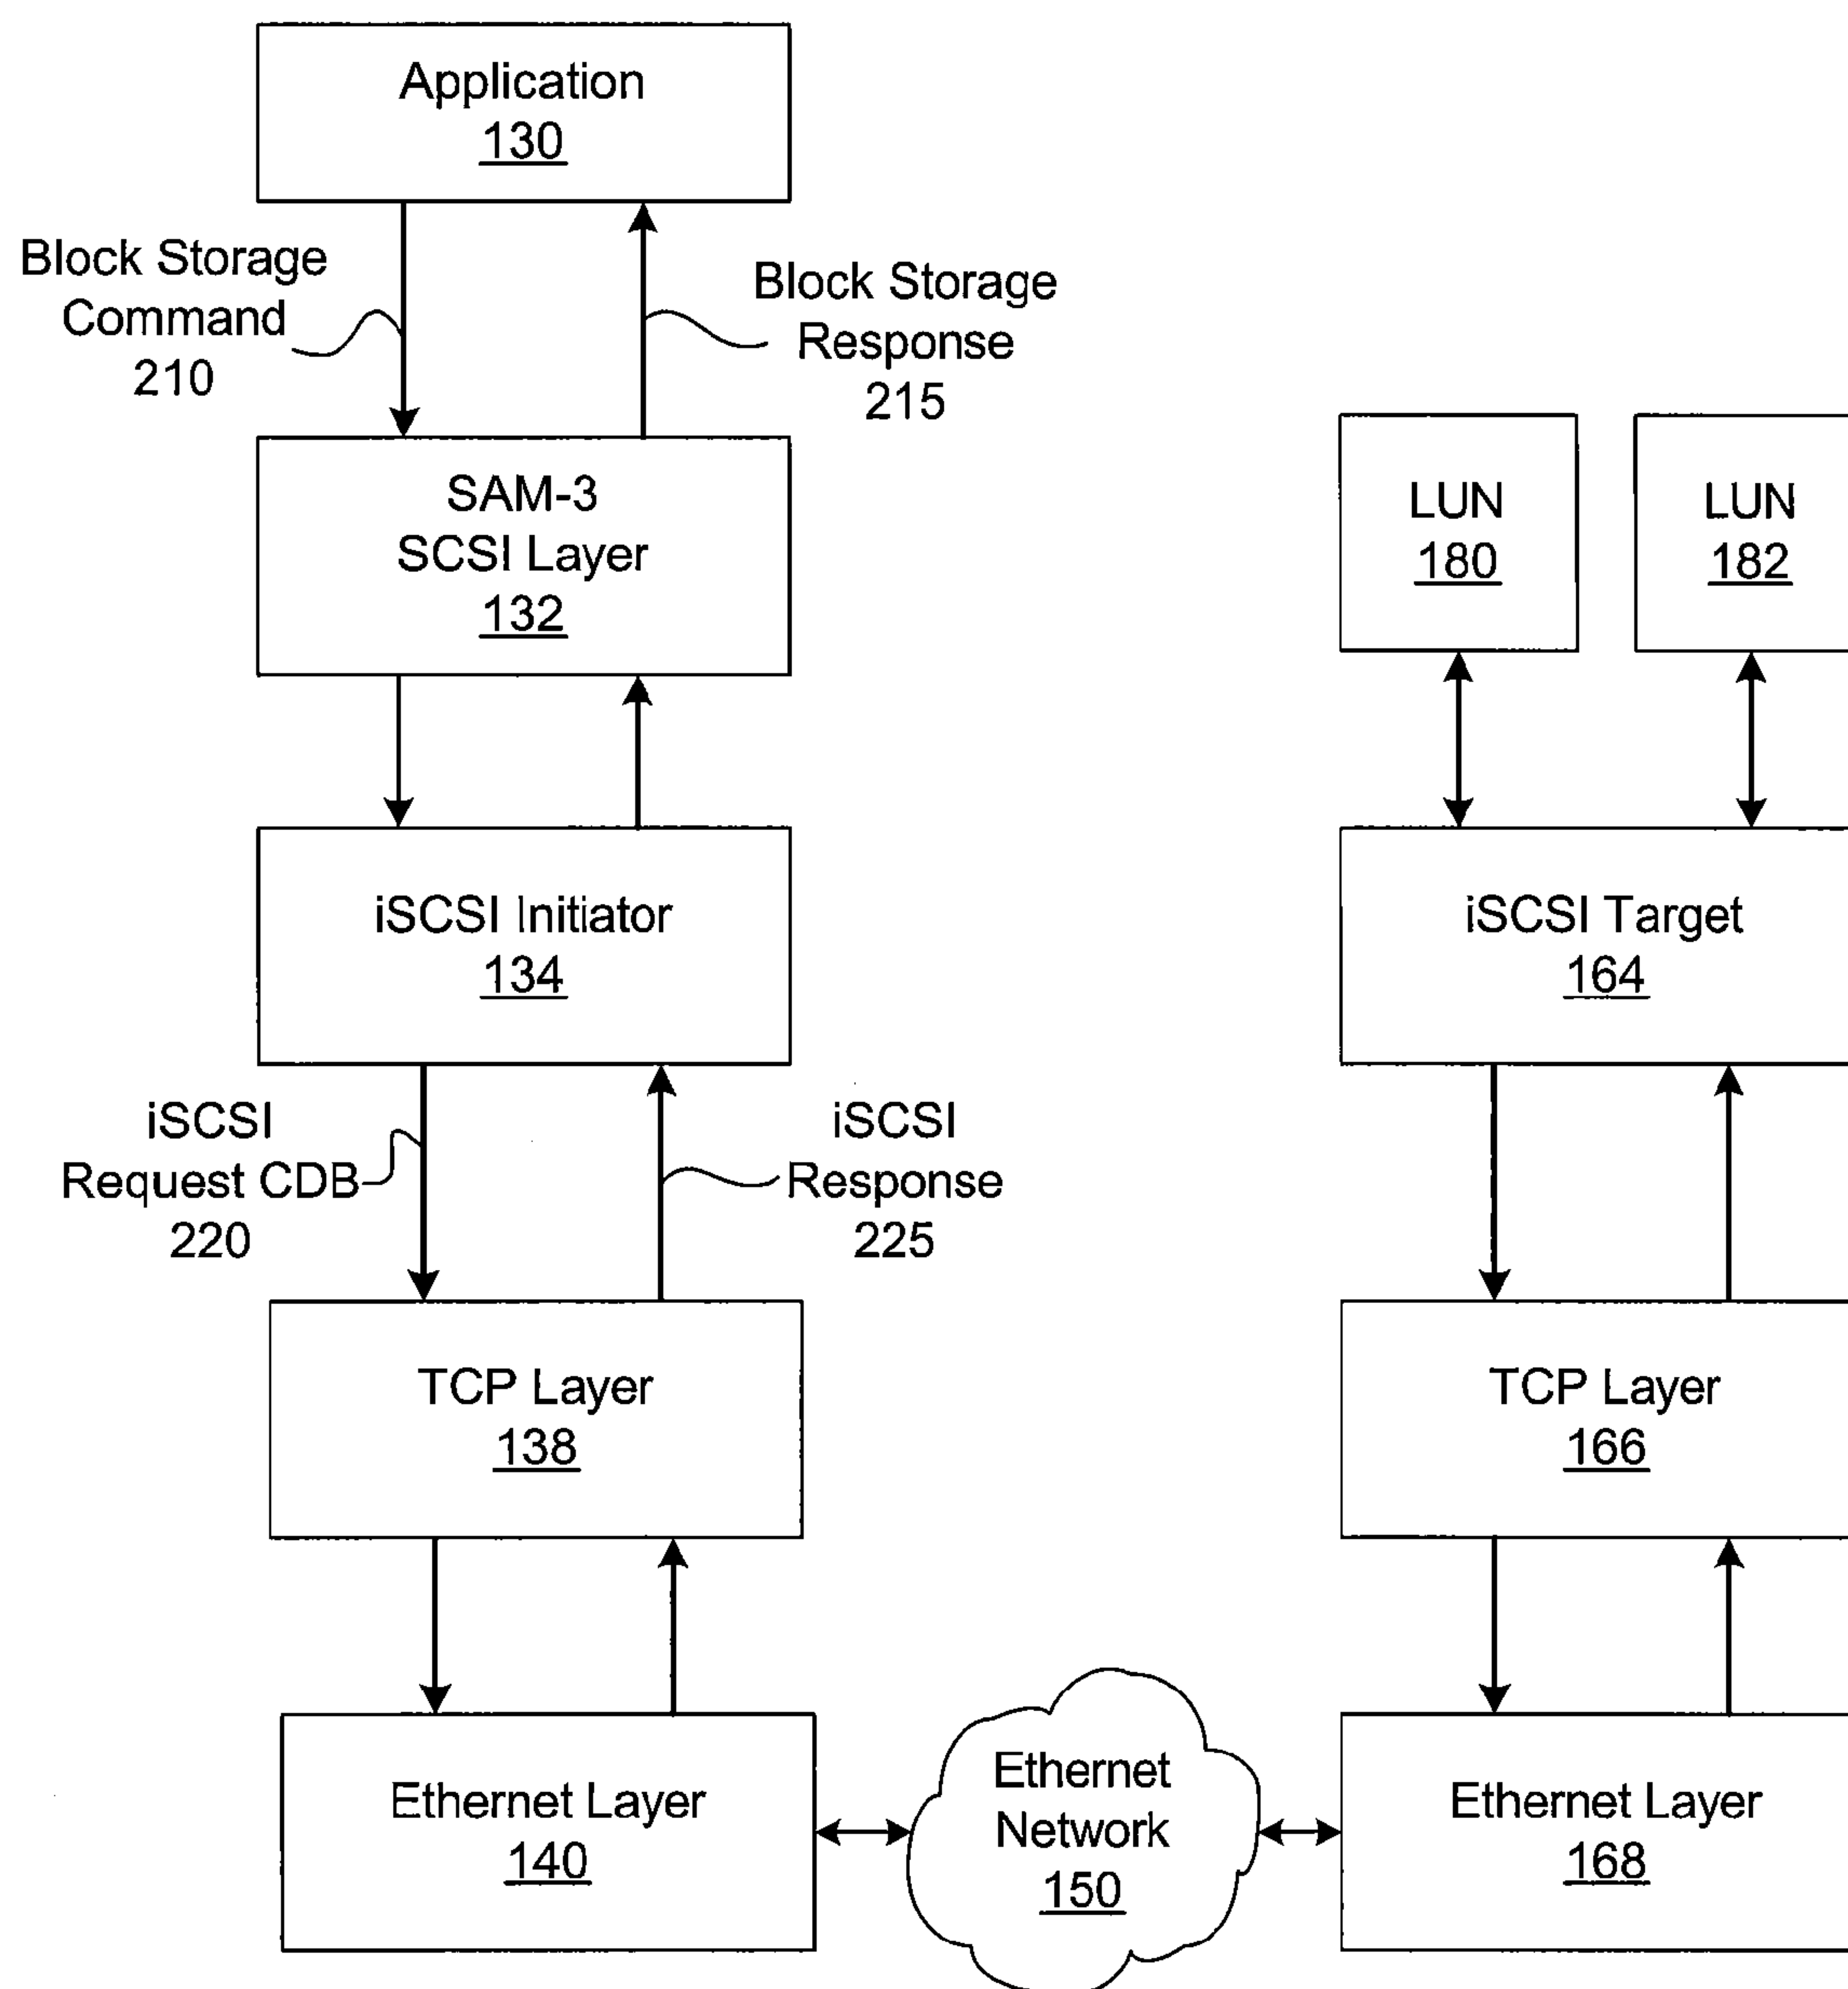 Application
130
Block Storage
Command
210
Block Storage
Response
215
SAM-3
SCSI Layer
132
LUN
180
LUN
182
iSCSI Initiator
134
iSCSI Target
164
iSCSI
Request CDB
220
iSCSI
Response
225
TCP Layer
138
TCP Layer
166
Ethernet Layer
140
Ethernet
Network
150
Ethernet Layer
168